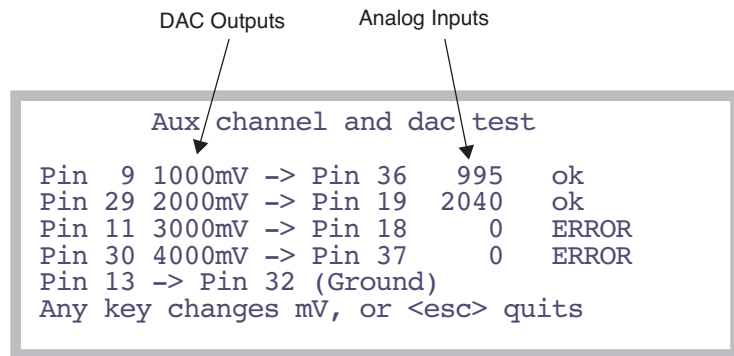 DAC Outputs Analog Inputs
Aux channel and dac test
Pin 9 1000mV -> Pin 36 995 ok
Pin 29 2000mV -> Pin 19 2040 ok
Pin 11 3000mV -> Pin 18 0 ERROR
Pin 30 4000mV -> Pin 37 0 ERROR
Pin 13 -> Pin 32 (Ground)
Any key changes mV, or <esc> quits